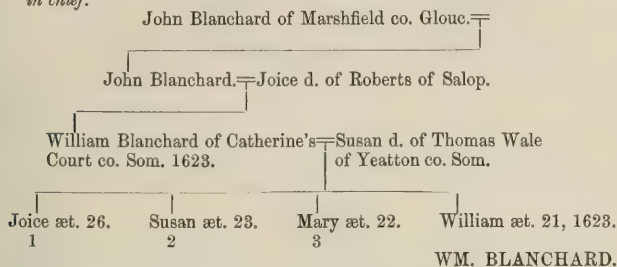 in chief.
John Blanchard of Marshfield co. Glouc.
John Blanchard. Joice d. of Roberts of Salop.
William Blanchard of Catherine's Susan d. of Thomas Wale
Court co. Som. 1623. of Yeatton co. Som.
Joice æt. 26. Susan æt. 23. Mary æt. 22. William æt. 21, 1623.
1 2 3
WM. BLANCHARD.